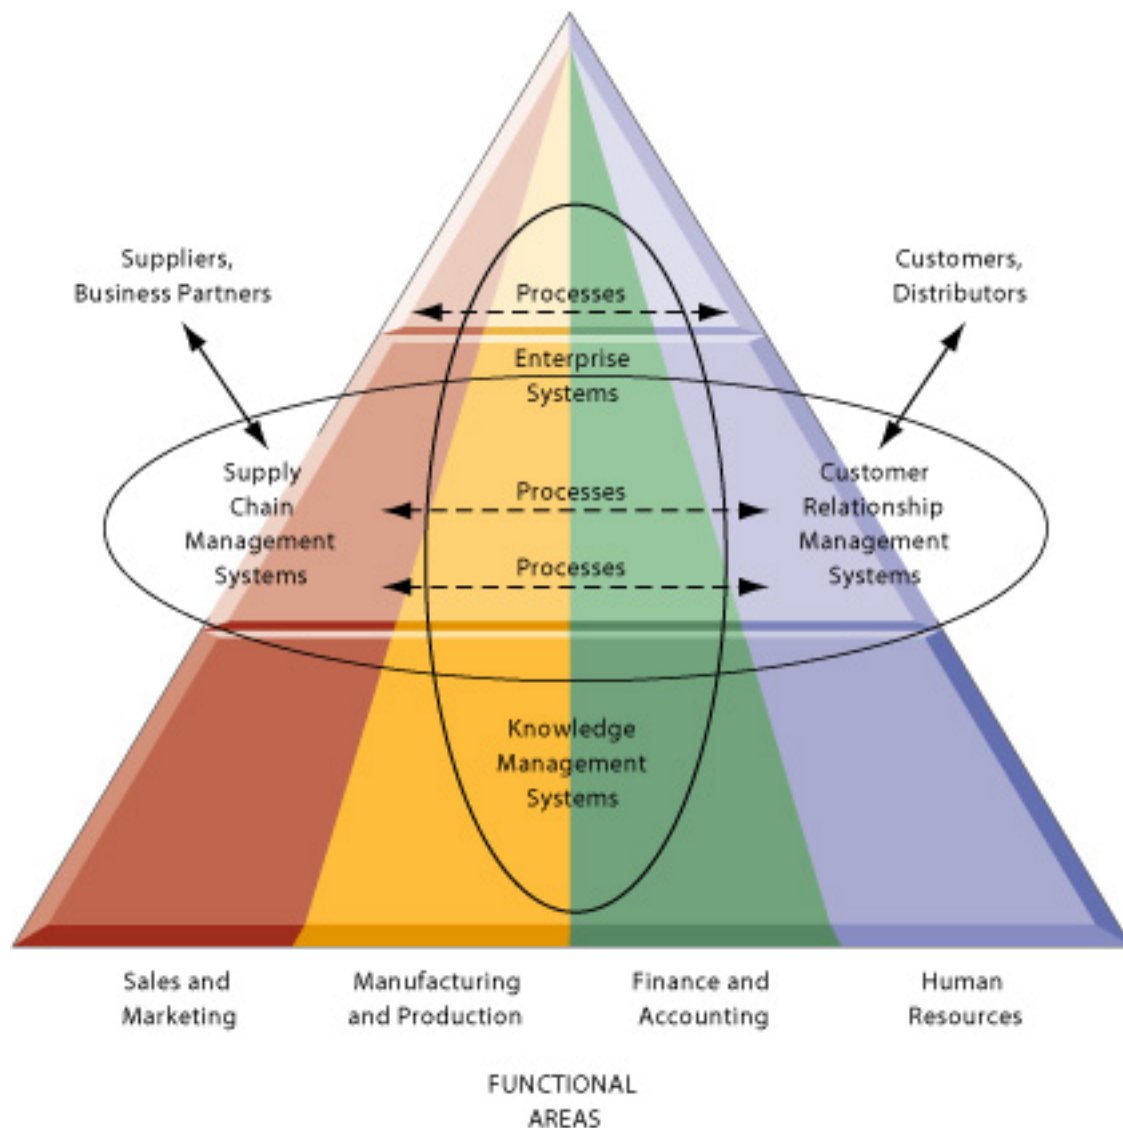 Suppliers,
Business Partners
Customers,
Distributors
Processes
Enterprise
Systems
Supply
Chain
Management
Systems
Processes
Processes
Customer
Relationship
Management
Systems
Knowledge
Management
Systems
Sales and
Marketing
Manufacturing
and Production
Finance and
Accounting
Human
Resources
FUNCTIONAL
AREAS